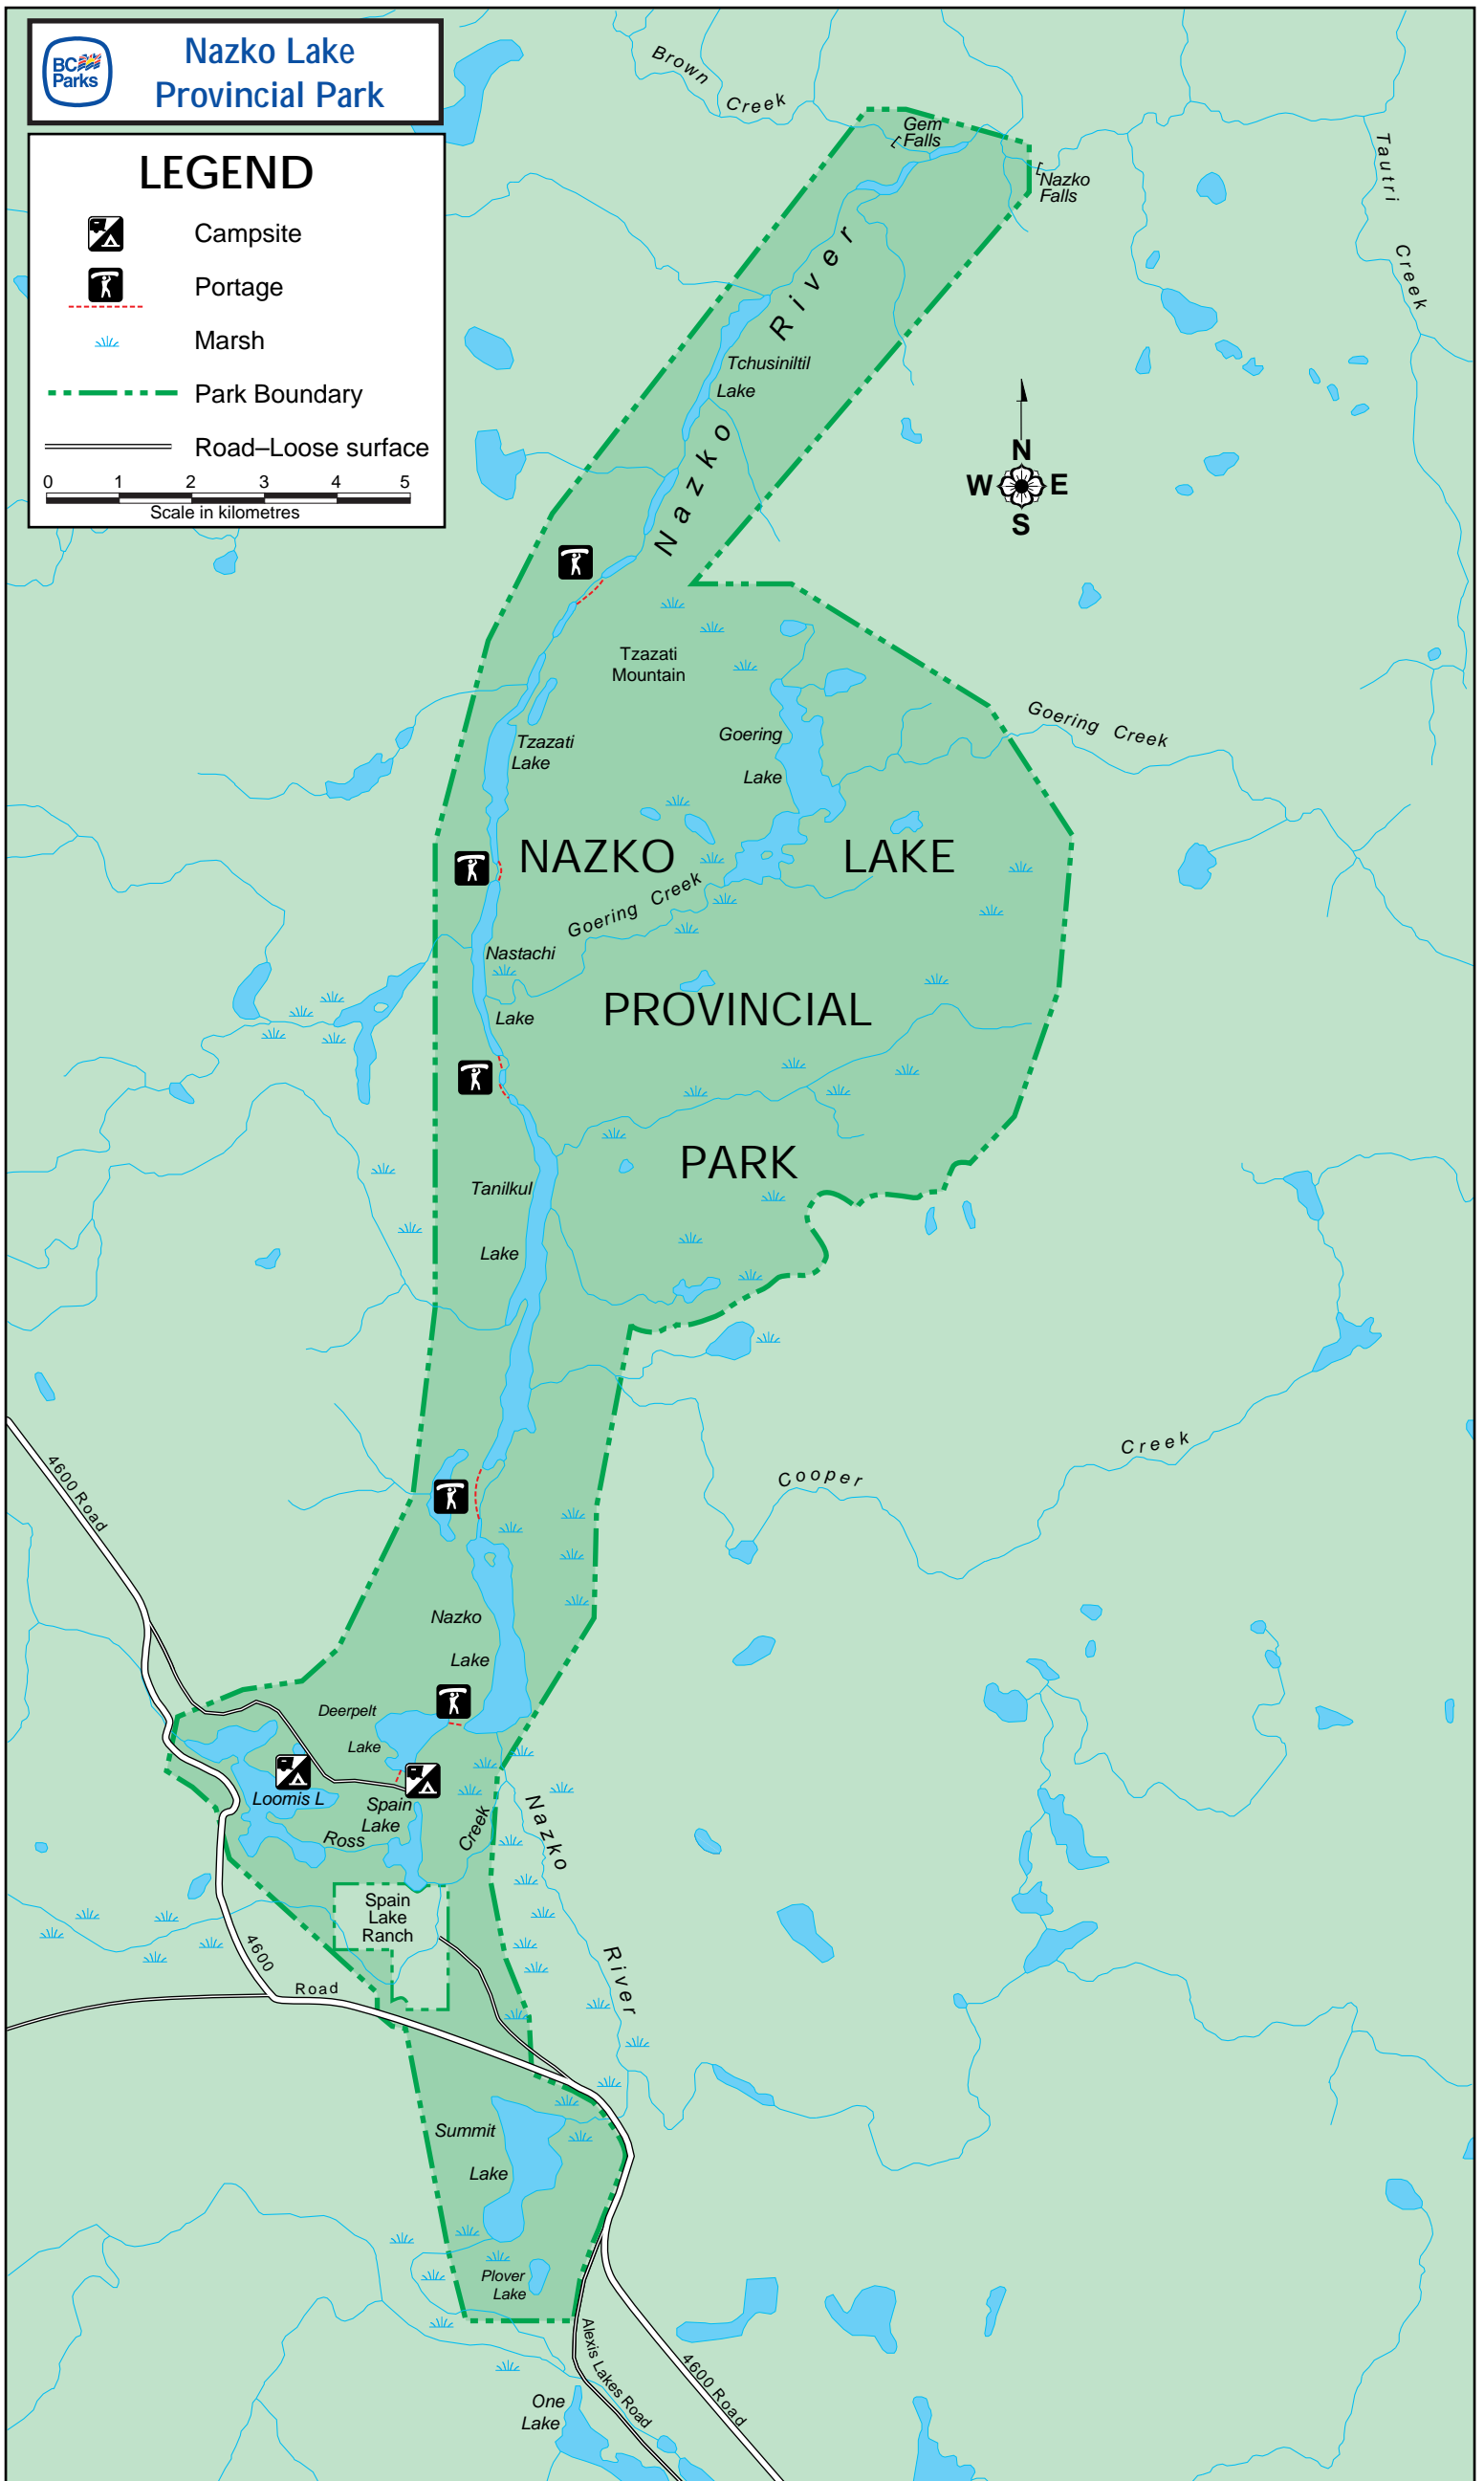 BC
Parks
Nazko Lake
Provincial Park
LEGEND
Campsite
Portage
Marsh
Park Boundary
Road–Loose surface
0 1 2 3 4 5
Scale in kilometres
Brown
Creek
Gem
Falls
Nazko
Falls
Tautri
Creek
Nazko River
Tchusiniltil
Lake
N
W E
S
Tzazati
Mountain
Tzazati
Lake
Goering
Lake
Goering Creek
NAZKO LAKE
Goering Creek
Nastachi
Lake
PROVINCIAL
PARK
Tanilkul
Lake
4600 Road
Cooper
Creek
Nazko
Lake
Deerpelt
Lake
Loomis L
Spain
Lake
Ross
Creek
Nazko
River
Spain
Lake
Ranch
4600
Road
Summit
Lake
Plover
Lake
Alexis Lakes Road
4600 Road
One
Lake